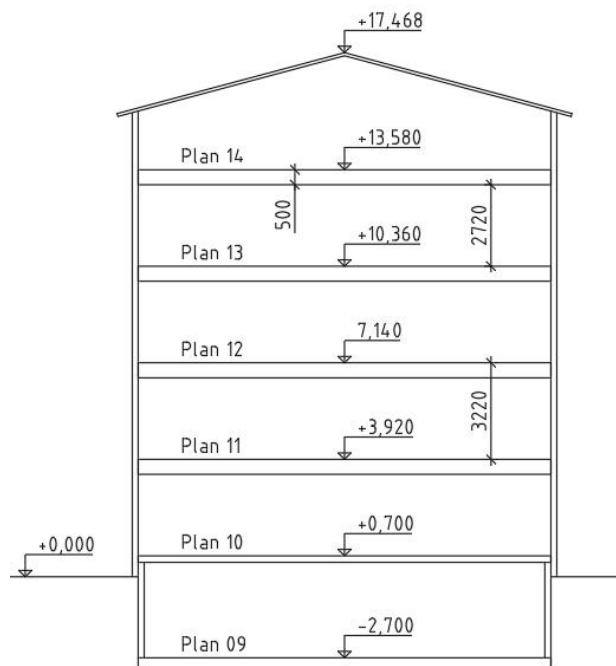 +17,468
+13,580
Plan 14
500
2720
+10,360
Plan 13
7,140
Plan 12
3220
+3,920
Plan 11
+0,700
+0,000
Plan 10
-2,700
Plan 09